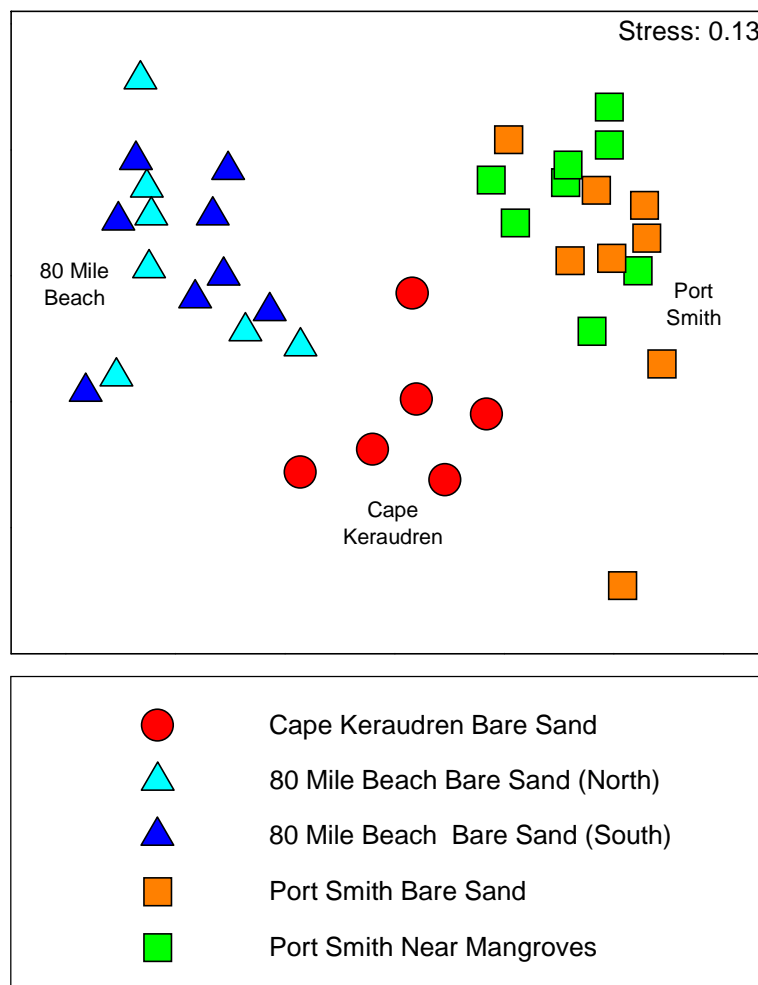 Stress: 0.13
80 Mile
Beach
Port
Smith
Cape
Keraudren
Cape Keraudren Bare Sand
80 Mile Beach Bare Sand (North)
80 Mile Beach  Bare Sand (South)
Port Smith Bare Sand
Port Smith Near Mangroves